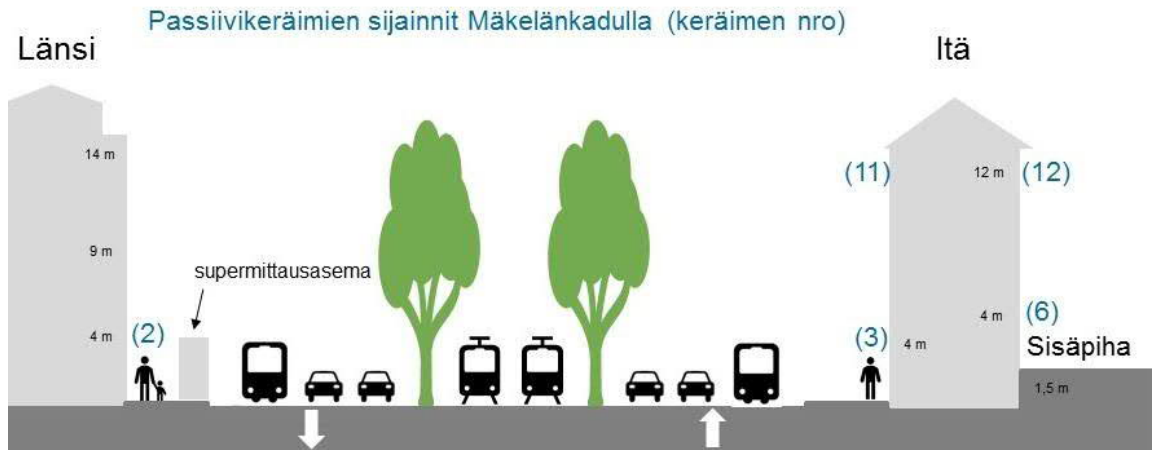 Passiivikeräimien sijainnit Mäkelänkadulla (keräimen nro)
Länsi
Itä
14 m
(11)
12 m
(12)
9 m
supermittausasema
4 m
(2)
4 m
(6)
(3)
4 m
Sisäpiha
1,5 m